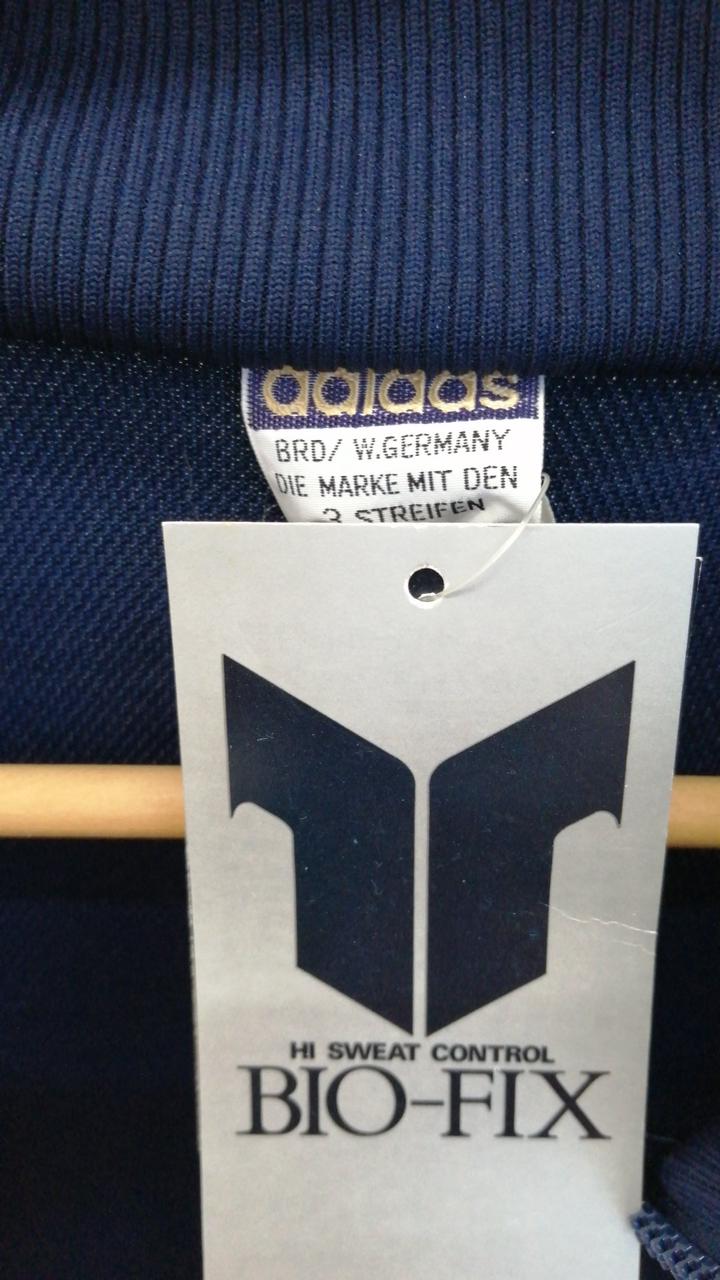 adidas
BRD/ W.GERMANY
DIE MARKE MIT DEN
3 STREIFEN
HI SWEAT CONTROL
BIO-FIX